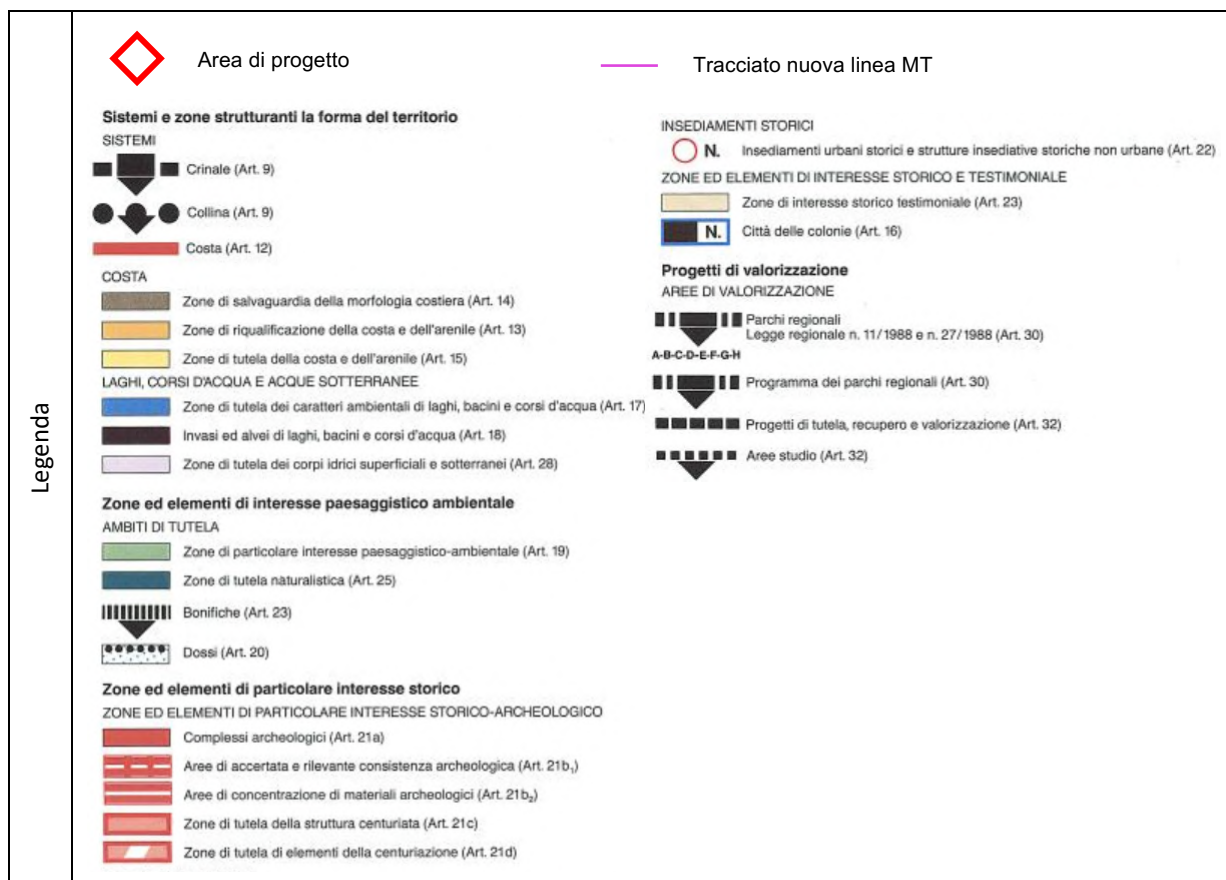 Legenda
Area di progetto
Tracciato nuova linea MT
Sistemi e zone strutturanti la forma del territorio
SISTEMI
Crinale (Art. 9)
Collina (Art. 9)
Costa (Art. 12)
COSTA
Zone di salvaguardia della morfologia costiera (Art. 14)
Zone di riqualificazione della costa e dell'arenile (Art. 13)
Zone di tutela della costa e dell'arenile (Art. 15)
LAGHI, CORSI D'ACQUA E ACQUE SOTTERRANEE
Zone di tutela dei caratteri ambientali di laghi, bacini e corsi d'acqua (Art. 17)
Invasi ed alvei di laghi, bacini e corsi d'acqua (Art. 18)
Zone di tutela dei corpi idrici superficiali e sotterranei (Art. 28)
Zone ed elementi di interesse paesaggistico ambientale
AMBITI DI TUTELA
Zone di particolare interesse paesaggistico-ambientale (Art. 19)
Zone di tutela naturalistica (Art. 25)
Bonifiche (Art. 23)
Dossi (Art. 20)
Zone ed elementi di particolare interesse storico
ZONE ED ELEMENTI DI PARTICOLARE INTERESSE STORICO-ARCHEOLOGICO
Complessi archeologici (Art. 21a)
Aree di accertata e rilevante consistenza archeologica (Art. 21b₁)
Aree di concentrazione di materiali archeologici (Art. 21b₂)
Zone di tutela della struttura centuriata (Art. 21c)
Zone di tutela di elementi della centuriazione (Art. 21d)
INSEDIAMENTI STORICI
N. Insediamenti urbani storici e strutture insediative storiche non urbane (Art. 22)
ZONE ED ELEMENTI DI INTERESSE STORICO E TESTIMONIALE
Zone di interesse storico testimoniale (Art. 23)
N. Città delle colonie (Art. 16)
Progetti di valorizzazione
AREE DI VALORIZZAZIONE
Parchi regionali
Legge regionale n. 11/1988 e n. 27/1988 (Art. 30)
A-B-C-D-E-F-G-H
Programma dei parchi regionali (Art. 30)
Progetti di tutela, recupero e valorizzazione (Art. 32)
Aree studio (Art. 32)